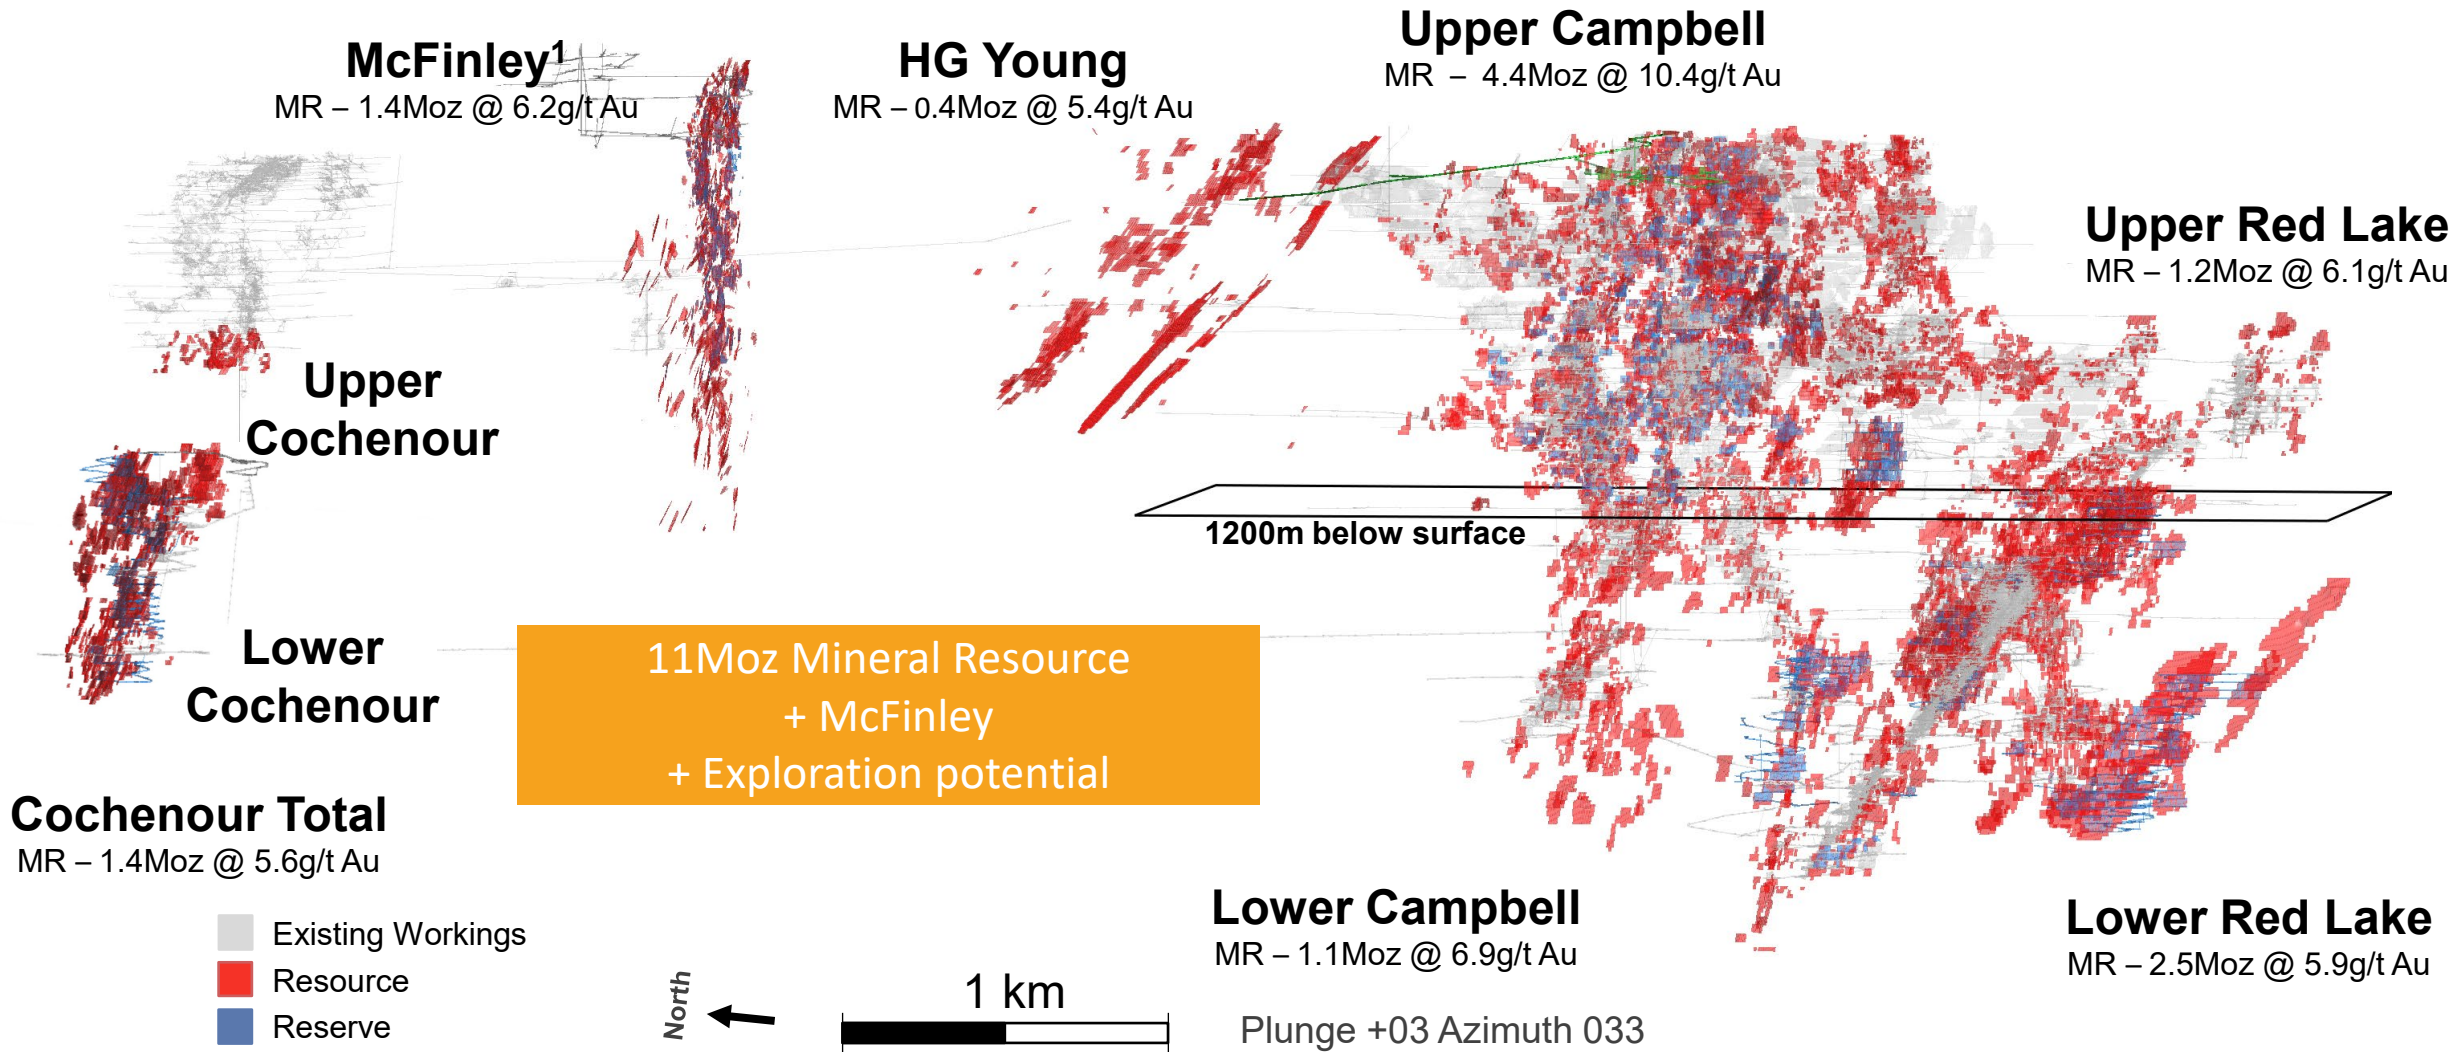 McFinley¹
MR – 1.4Moz @ 6.2g/t Au
HG Young
MR – 0.4Moz @ 5.4g/t Au
Upper Campbell
MR – 4.4Moz @ 10.4g/t Au
Upper Red Lake
MR – 1.2Moz @ 6.1g/t Au
Upper
Cochenour
1200m below surface
Lower
Cochenour
11Moz Mineral Resource
+ McFinley
+ Exploration potential
Cochenour Total
MR – 1.4Moz @ 5.6g/t Au
Lower Campbell
MR – 1.1Moz @ 6.9g/t Au
Lower Red Lake
MR – 2.5Moz @ 5.9g/t Au
Existing Workings
Resource
Reserve
North
1 km
Plunge +03 Azimuth 033